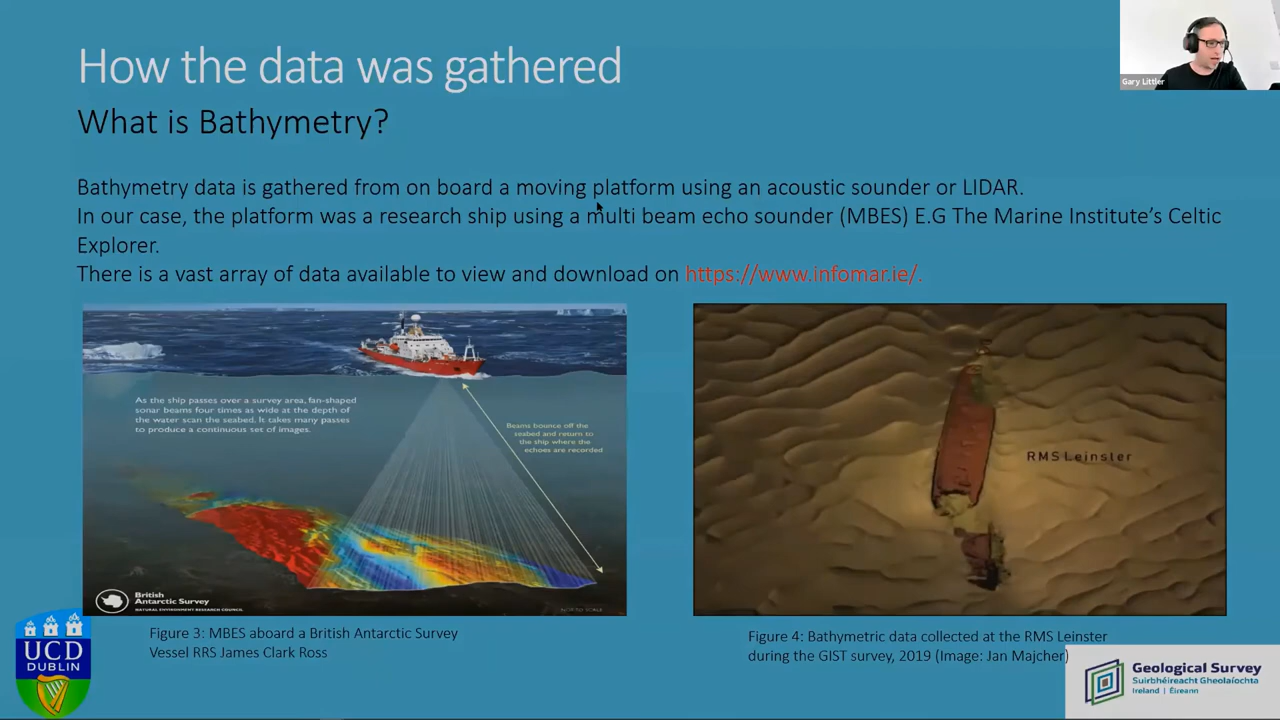 How the data was gathered
Gary Littler
What is Bathymetry?
Bathymetry data is gathered from on board a moving platform using an acoustic sounder or LIDAR.
In our case, the platform was a research ship using a multi beam echo sounder (MBES) E.G The Marine Institute’s Celtic
Explorer.
There is a vast array of data available to view and download on https://www.infomar.ie/.
As the ship passes over a survey area, fan-shaped
sonar beams four times as wide at the depth of
the water scan the seabed. It takes many passes
to produce a continuous set of images.
Beams bounce off the
seabed and return to
the ship where the
echoes are recorded
British
Antarctic Survey
NATURAL ENVIRONMENT RESEARCH COUNCIL
NOT TO SCALE
RMS Leinster
Figure 3: MBES aboard a British Antarctic Survey
Vessel RRS James Clark Ross
Figure 4: Bathymetric data collected at the RMS Leinster
during the GIST survey, 2019 (Image: Jan Majcher)
UCD
DUBLIN
Geological Survey
Suirbhéireacht Gheolaíochta
Ireland | Éireann